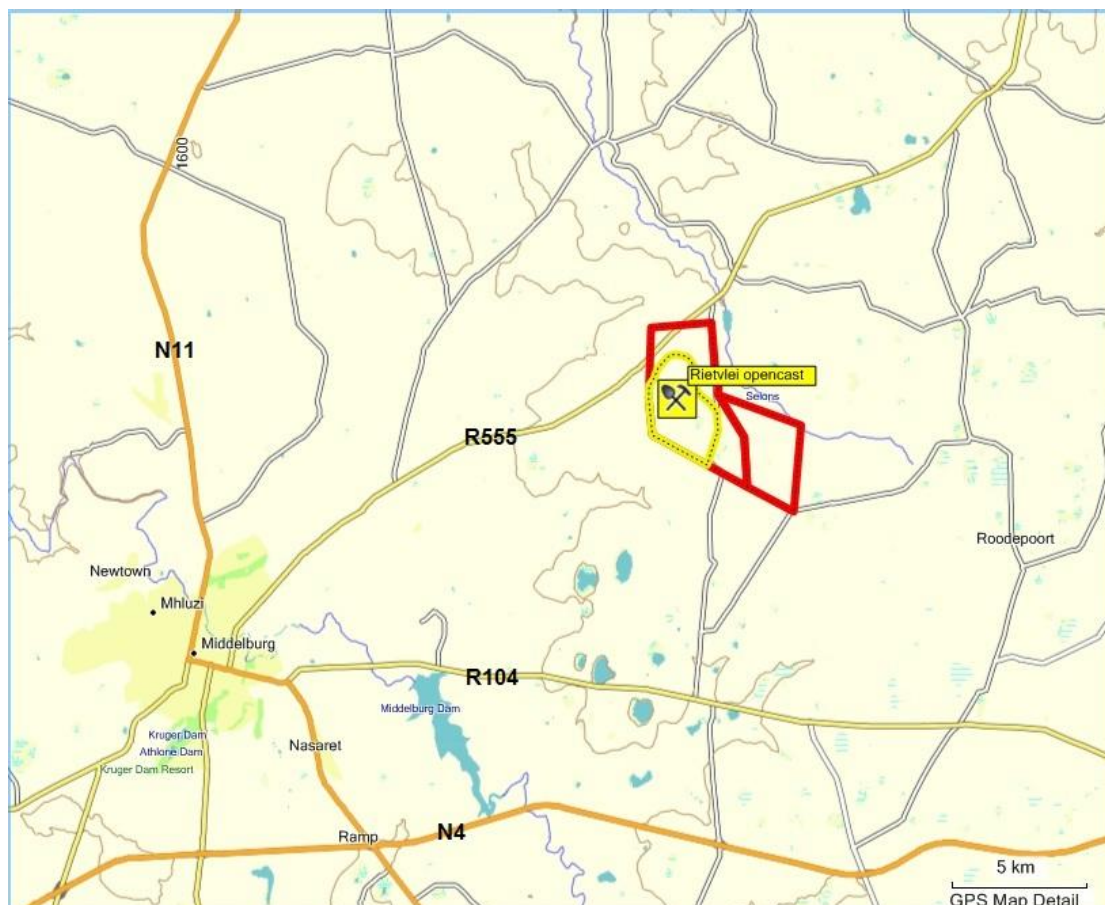 1600
N11
Rietvlei opencast
Selons
R555
Roodepoort
Newtown
Mhluzi
Middelburg
R104
Middelburg Dam
Kruger Dam
Nasaret
Athlone Dam
Kruger Dam Resort
Ramp
N4
5 km
GPS Map Detail